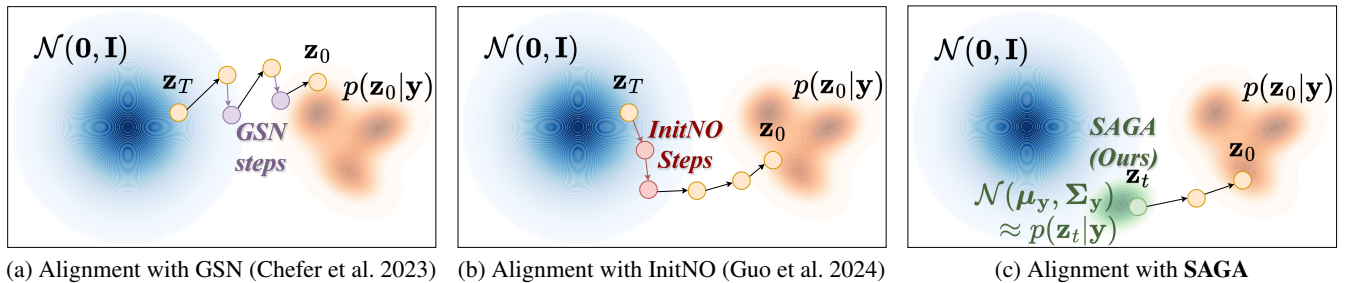 𝒩(𝟎, 𝐈)
𝐳_T
𝐳_0
p(𝐳_0|𝐲)
GSN
steps
(a) Alignment with GSN (Chefer et al. 2023)
𝒩(𝟎, 𝐈)
𝐳_T
p(𝐳_0|𝐲)
InitNO
Steps
𝐳_0
(b) Alignment with InitNO (Guo et al. 2024)
𝒩(𝟎, 𝐈)
p(𝐳_0|𝐲)
SAGA
(Ours)
𝐳_t
𝐳_0
𝒩(𝝁_𝐲, 𝚺_𝐲)
≈ p(𝐳_t|𝐲)
(c) Alignment with SAGA